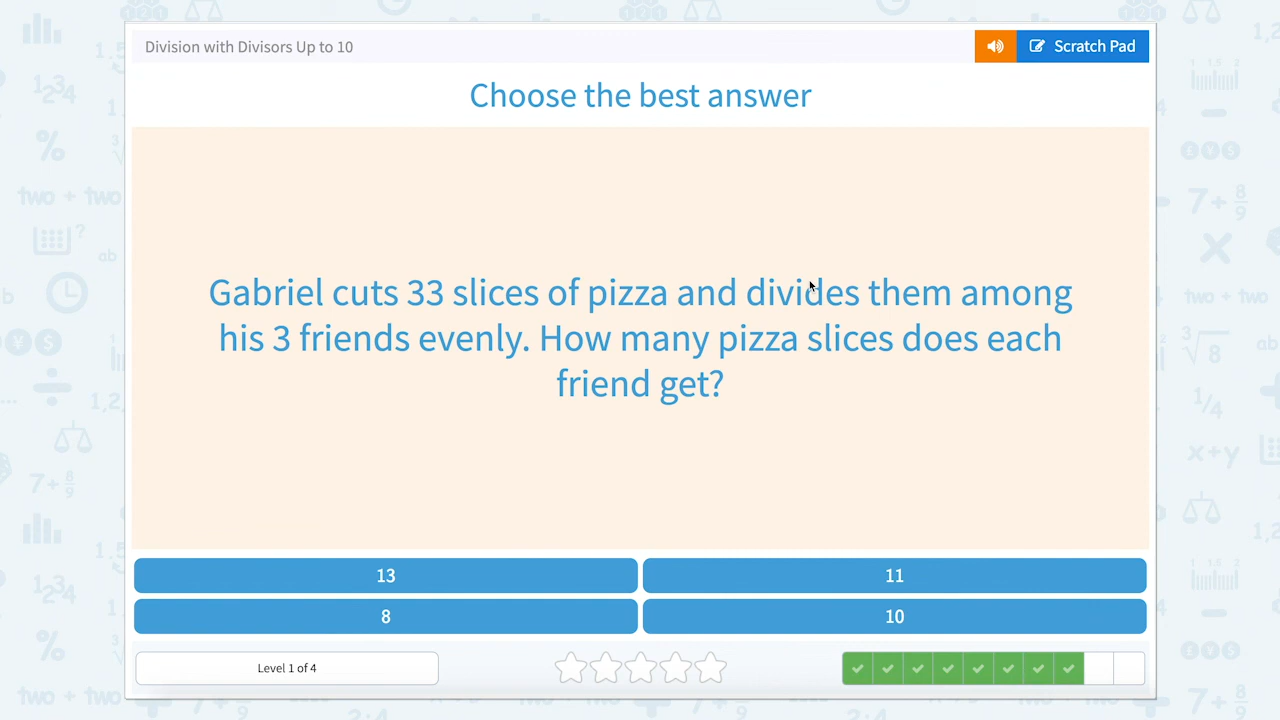 Division with Divisors Up to 10
Scratch Pad
Choose the best answer
Gabriel cuts 33 slices of pizza and divides them among
his 3 friends evenly. How many pizza slices does each
friend get?
13
11
8
10
Level 1 of 4